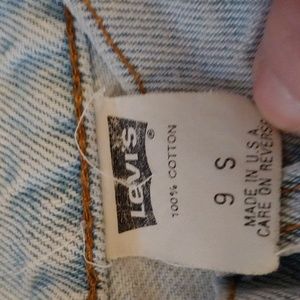 Levi's®
100% COTTON
9 S
MADE IN U.S.A.
CARE ON REVERSE